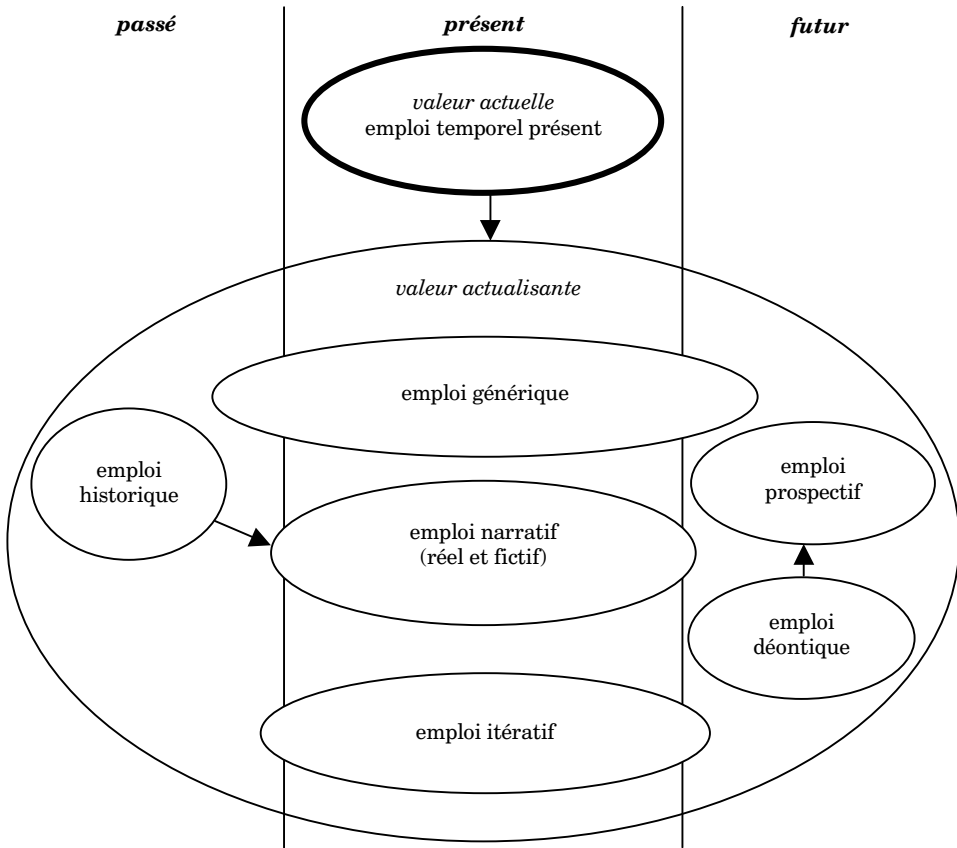 passé
présent
futur
valeur actuelle
emploi temporel présent
valeur actualisante
emploi générique
emploi
historique
emploi
prospectif
emploi narratif
(réel et fictif)
emploi
déontique
emploi itératif